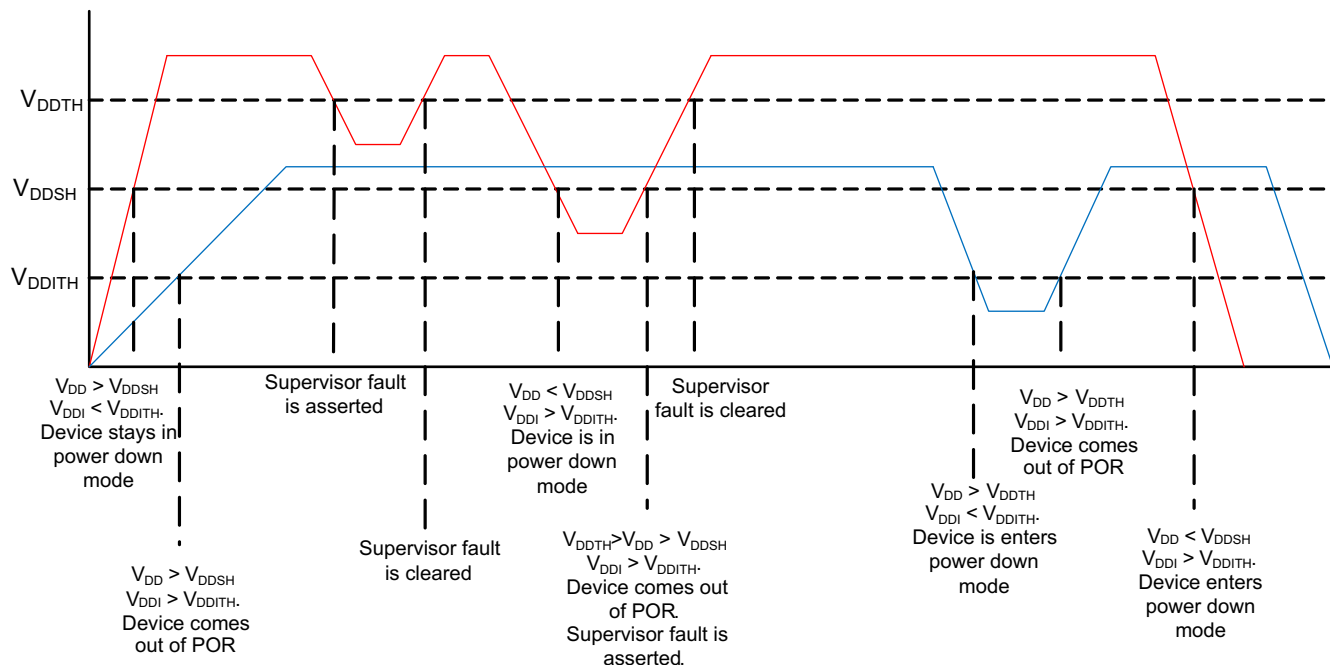 VDDTH
VDDSH
VDDITH
VDD > VDDSH
VDDI < VDDITH.
Device stays in
power down
mode
VDD > VDDSH
VDDI > VDDITH.
Device comes
out of POR
Supervisor fault
is asserted
Supervisor fault
is cleared
VDD < VDDSH
VDDI > VDDITH.
Device is in
power down
mode
VDDTH>VDD > VDDSH
VDDI > VDDITH.
Device comes out
of POR.
Supervisor fault is
asserted.
Supervisor
fault is cleared
VDD > VDDTH
VDDI < VDDITH.
Device is enters
power down
mode
VDD > VDDTH
VDDI > VDDITH.
Device comes
out of POR
VDD < VDDSH
VDDI > VDDITH.
Device enters
power down
mode